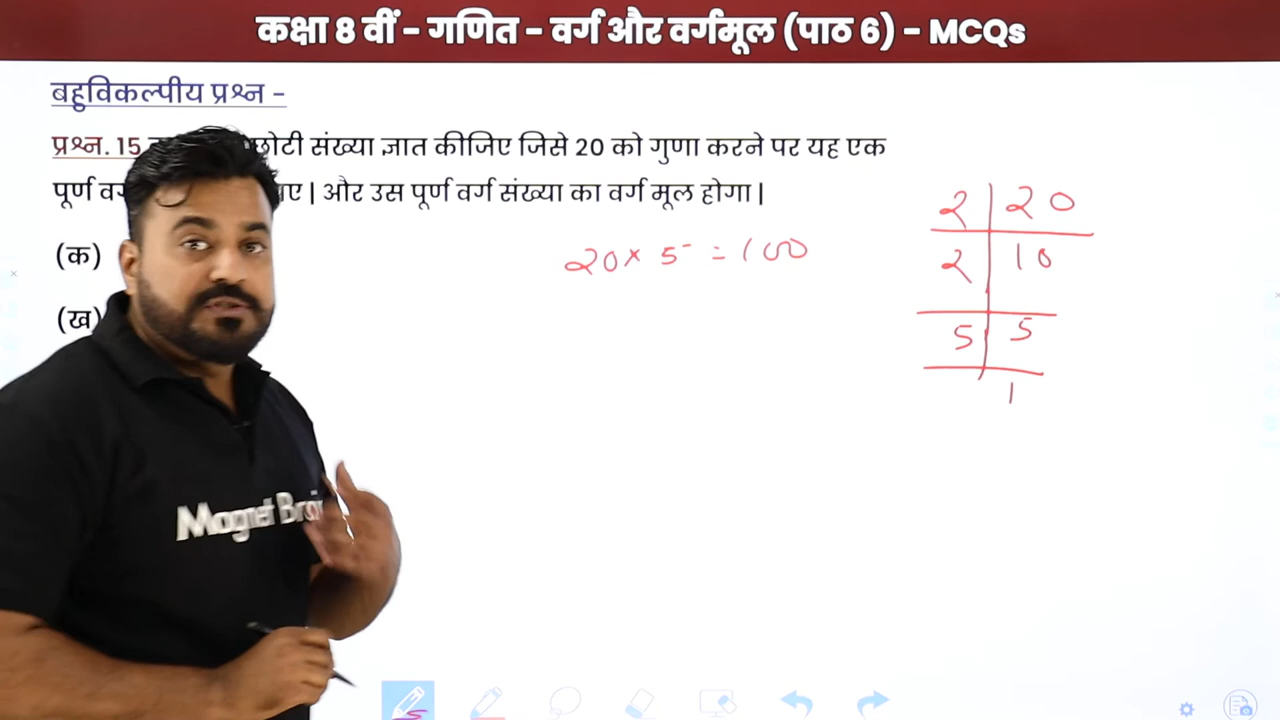 कक्षा 8 वीं - गणित - वर्ग और वर्गमूल (पाठ 6) - MCQs
बहुविकल्पीय प्रश्न -
प्रश्न. 15 छोटी संख्या ज्ञात कीजिए जिसे 20 को गुणा करने पर यह एक
पूर्ण | और उस पूर्ण वर्ग संख्या का वर्ग मूल होगा |
(क)
(ख)
20 × 5 = 100
2 | 20
2 | 10
5 | 5
1
Magnet